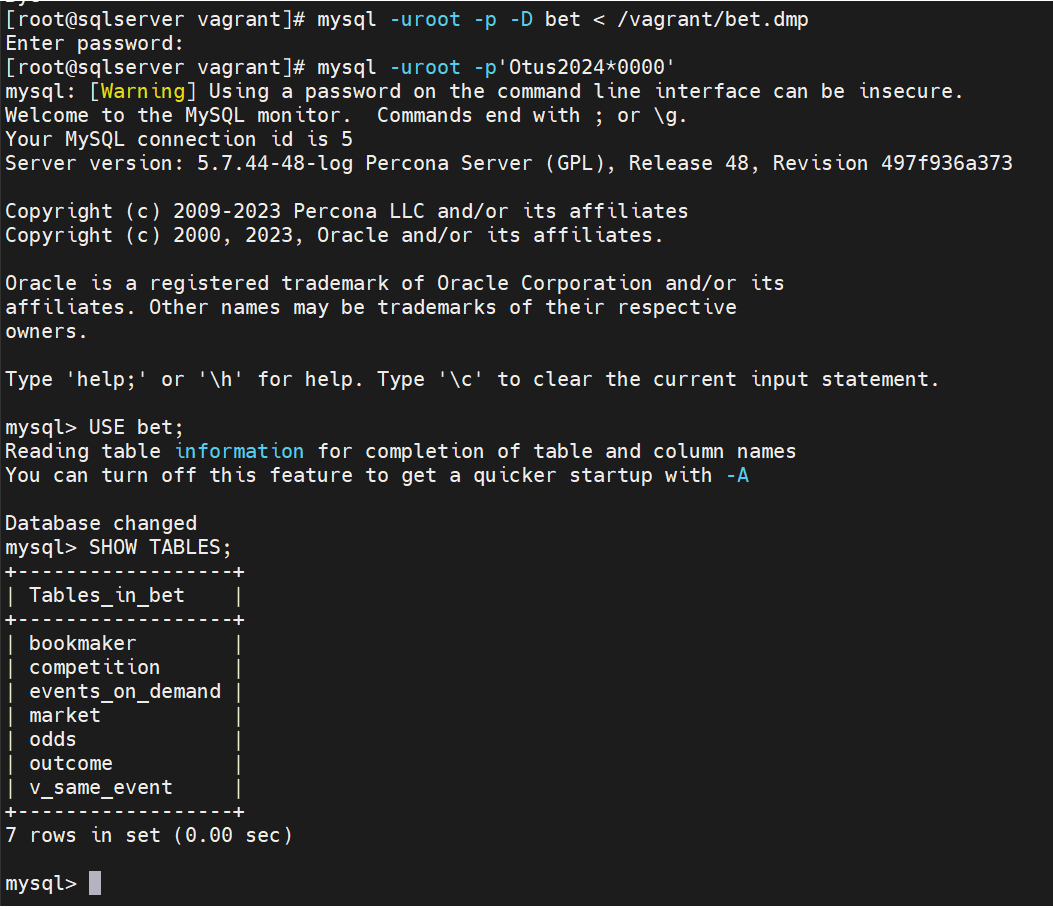 [root@sqlserver vagrant]# mysql -uroot -p -D bet < /vagrant/bet.dmp
Enter password:
[root@sqlserver vagrant]# mysql -uroot -p'Otus2024*0000'
mysql: [Warning] Using a password on the command line interface can be insecure.
Welcome to the MySQL monitor.  Commands end with ; or \g.
Your MySQL connection id is 5
Server version: 5.7.44-48-log Percona Server (GPL), Release 48, Revision 497f936a373

Copyright (c) 2009-2023 Percona LLC and/or its affiliates
Copyright (c) 2000, 2023, Oracle and/or its affiliates.

Oracle is a registered trademark of Oracle Corporation and/or its
affiliates. Other names may be trademarks of their respective
owners.

Type 'help;' or '\h' for help. Type '\c' to clear the current input statement.

mysql> USE bet;
Reading table information for completion of table and column names
You can turn off this feature to get a quicker startup with -A

Database changed
mysql> SHOW TABLES;
+------------------+
| Tables_in_bet    |
+------------------+
| bookmaker        |
| competition      |
| events_on_demand |
| market           |
| odds             |
| outcome          |
| v_same_event     |
+------------------+
7 rows in set (0.00 sec)

mysql>